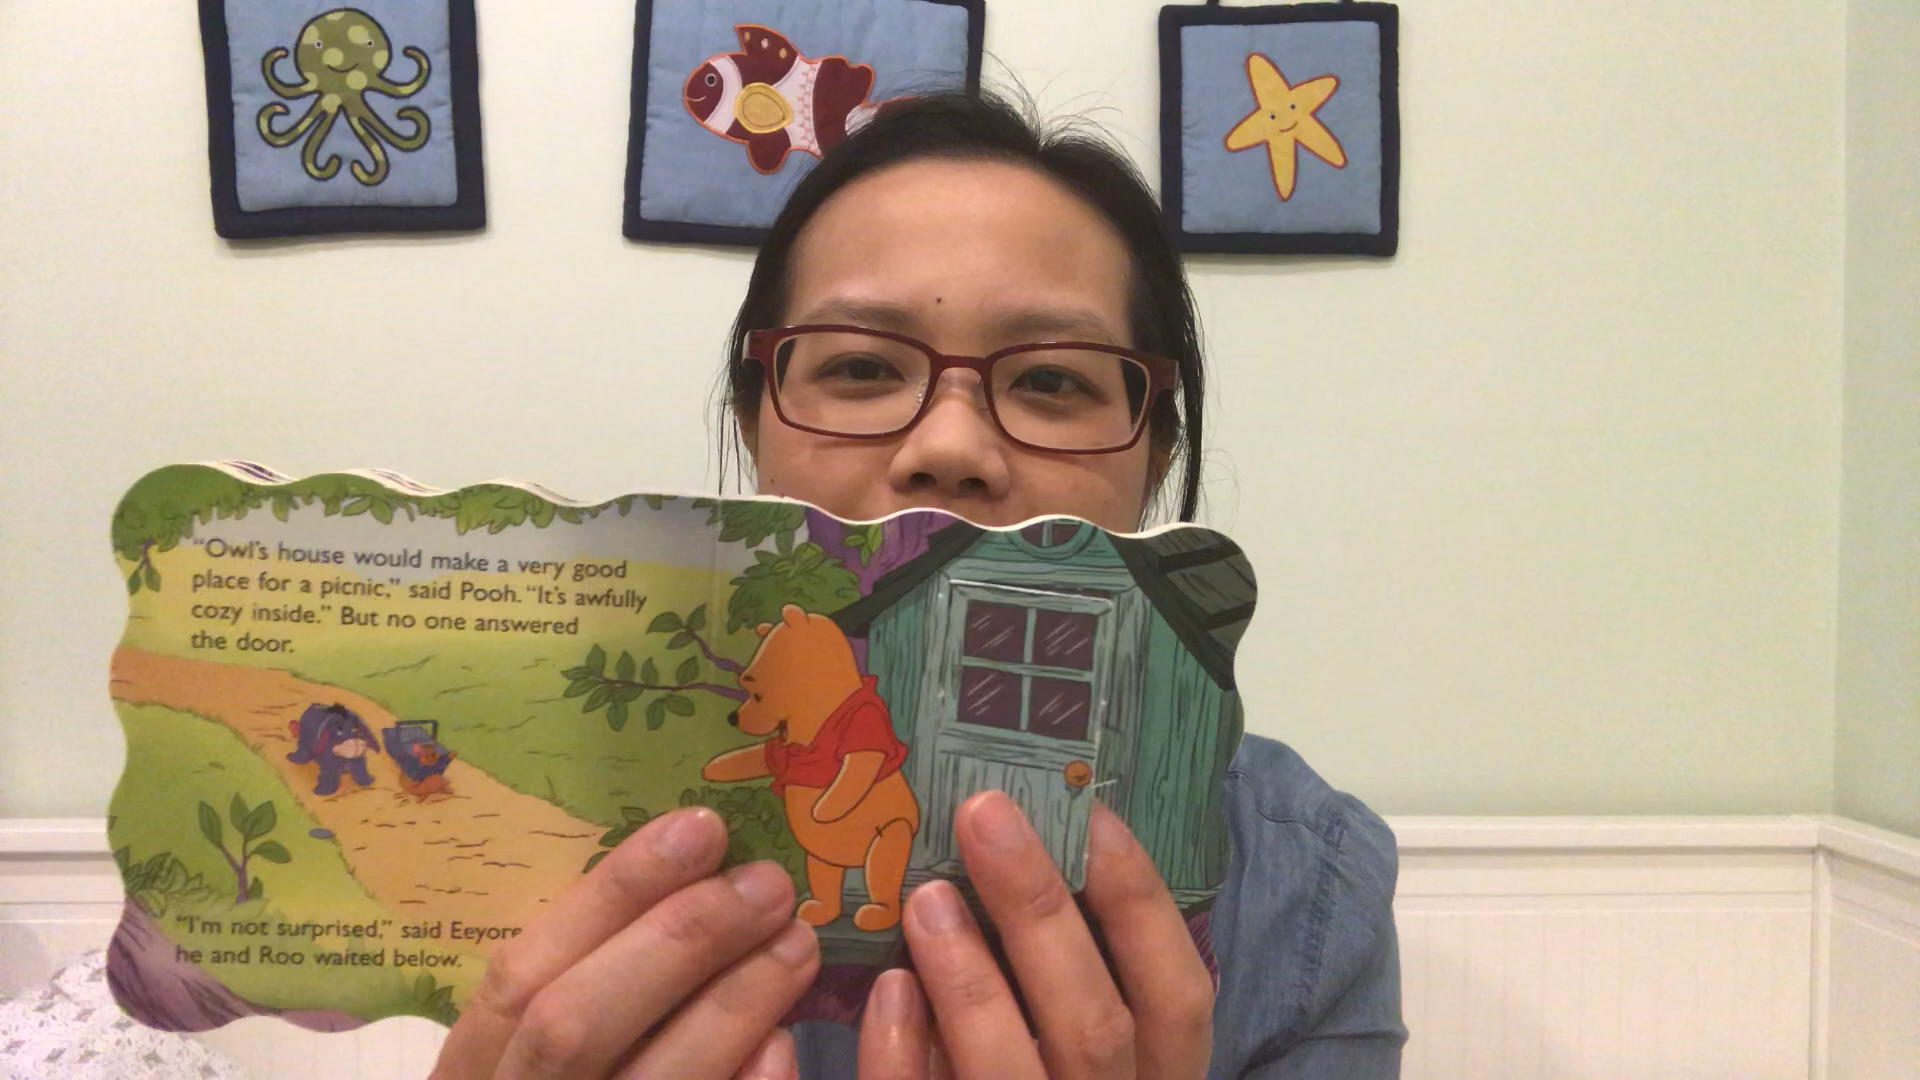 "Owl's house would make a very good
place for a picnic," said Pooh. "It's awfully
cozy inside." But no one answered
the door.
"I'm not surprised," said Eeyore
he and Roo waited below.